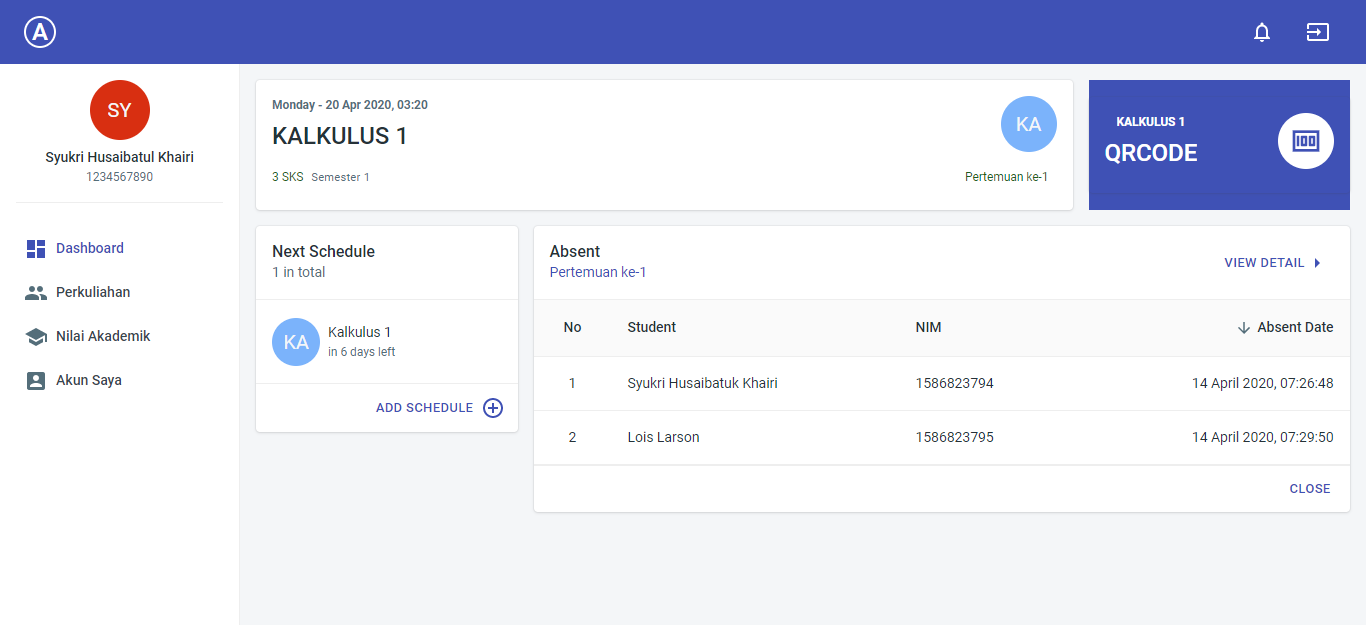 A
SY
Syukri Husaibatul Khairi
1234567890
Dashboard
Perkuliahan
Nilai Akademik
Akun Saya
Monday - 20 Apr 2020, 03:20
KALKULUS 1
KA
3 SKS Semester 1
Pertemuan ke-1
KALKULUS 1
QRCODE
100
Next Schedule
1 in total
KA
Kalkulus 1
in 6 days left
ADD SCHEDULE
Absent
Pertemuan ke-1
VIEW DETAIL
No Student NIM Absent Date
1 Syukri Husaibatuk Khairi 1586823794 14 April 2020, 07:26:48
2 Lois Larson 1586823795 14 April 2020, 07:29:50
CLOSE